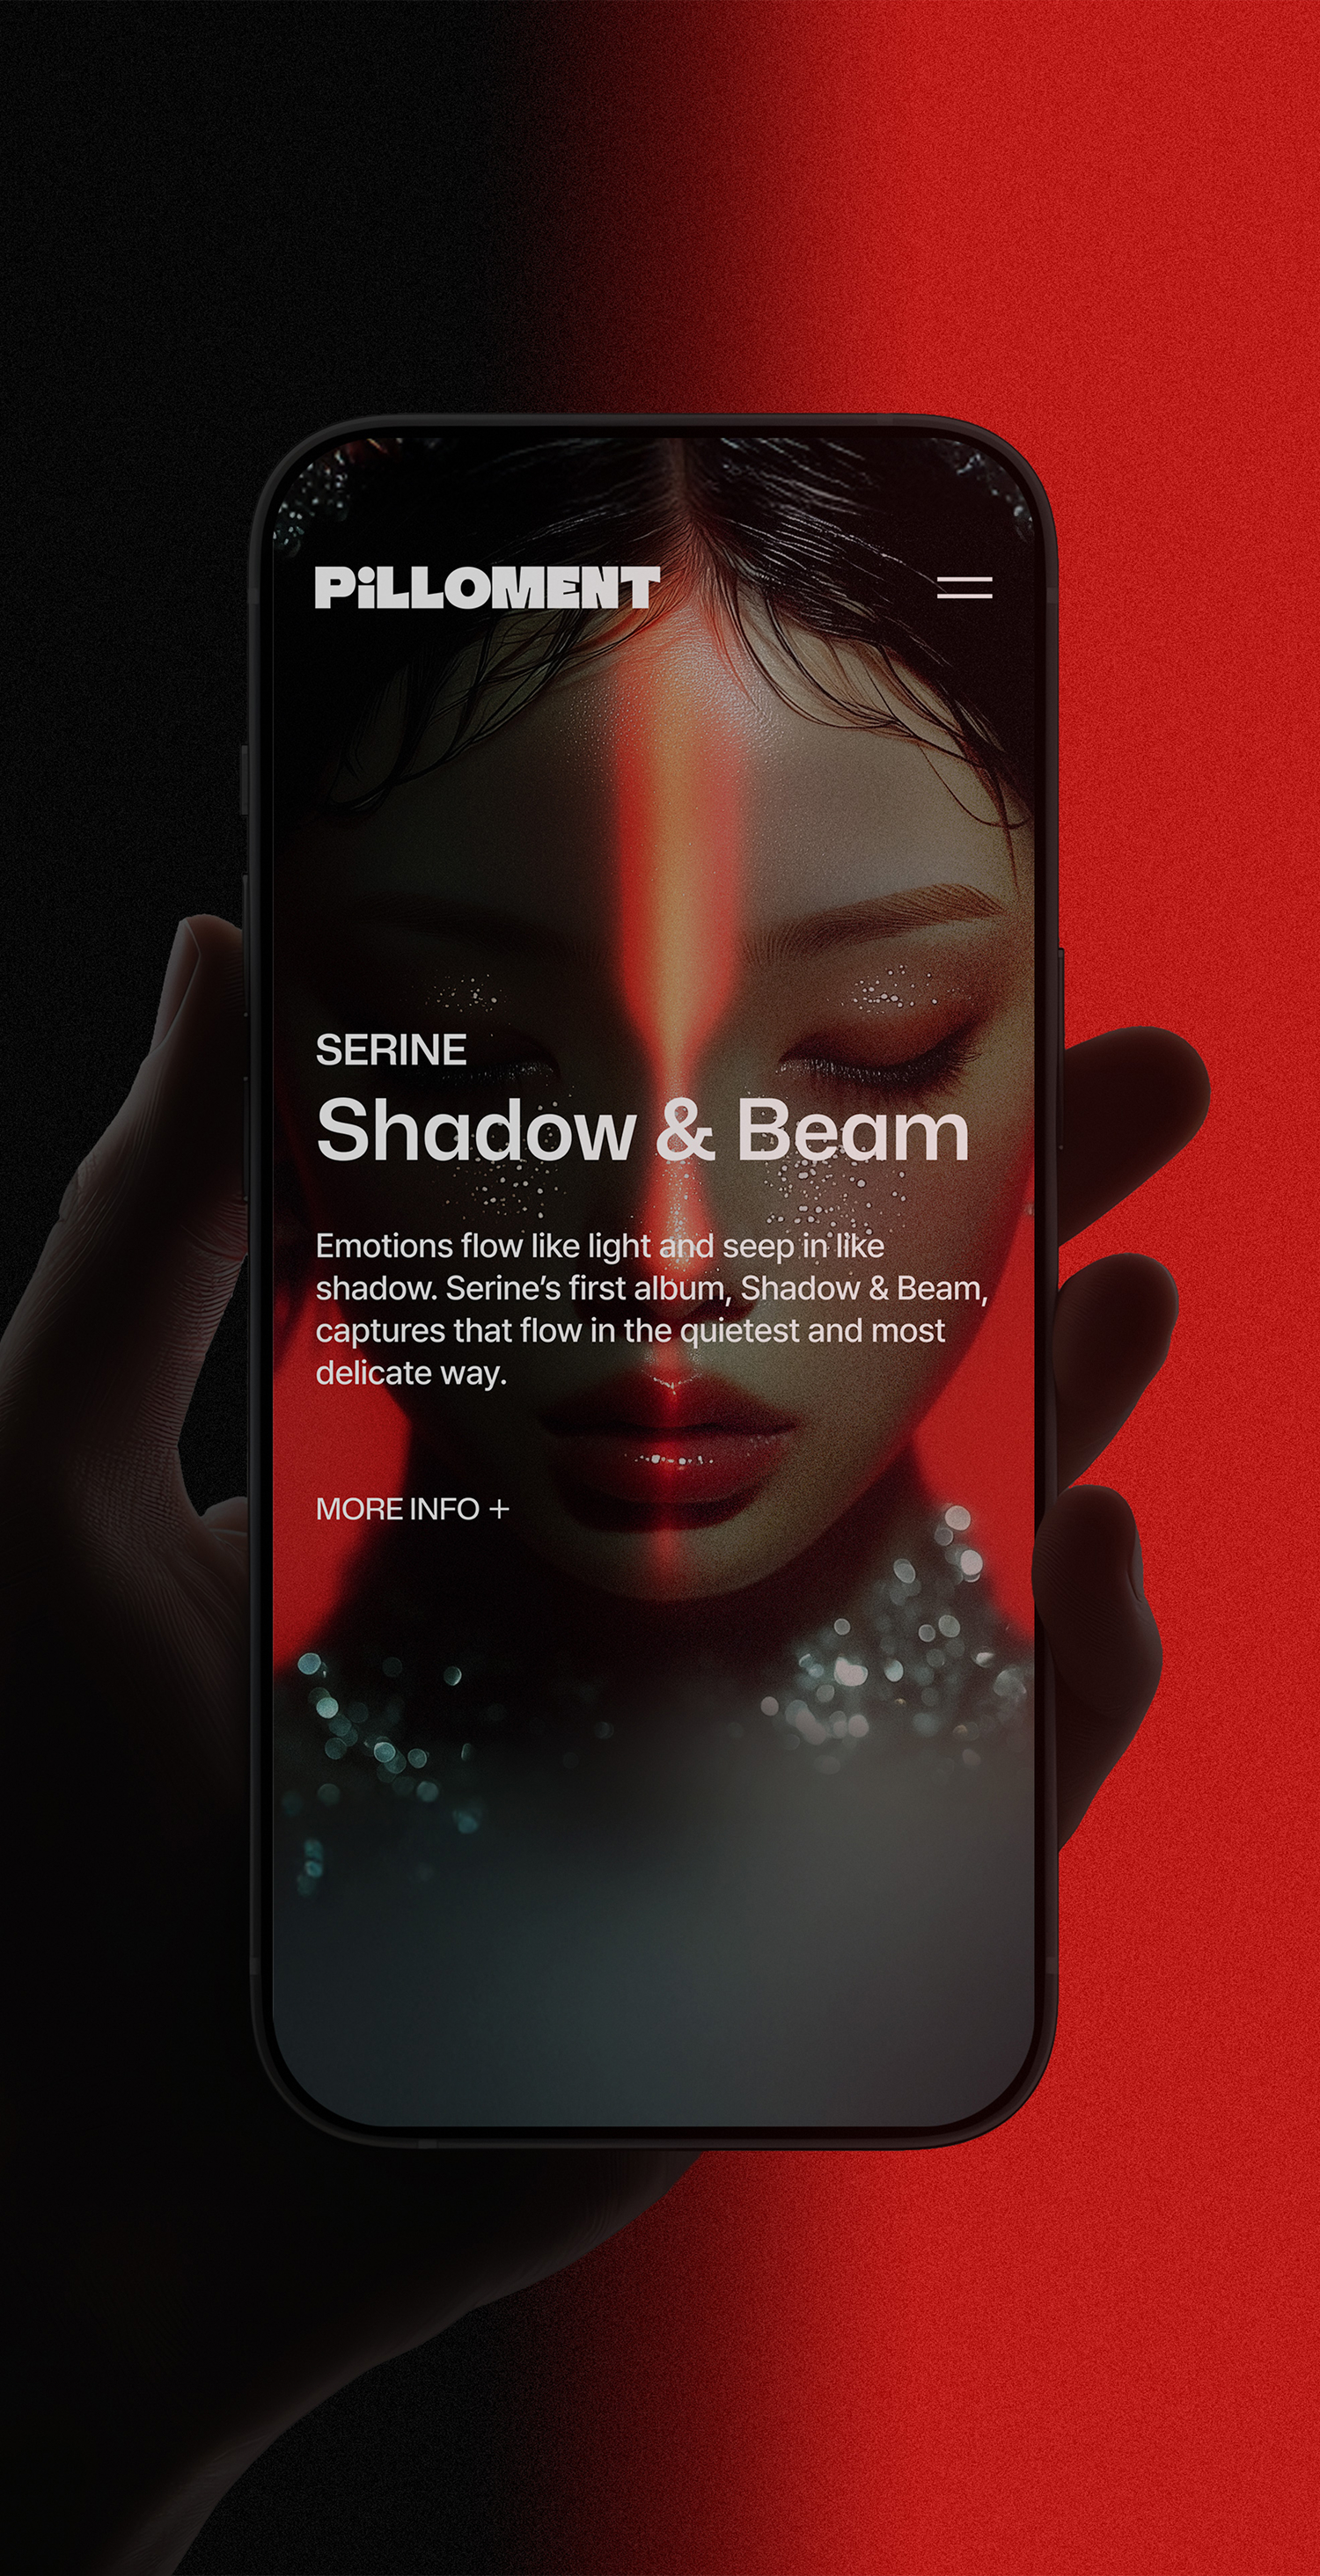 PiLLOMENT
SERINE
Shadow & Beam
Emotions flow like light and seep in like
shadow. Serine’s first album, Shadow & Beam,
captures that flow in the quietest and most
delicate way.
MORE INFO +